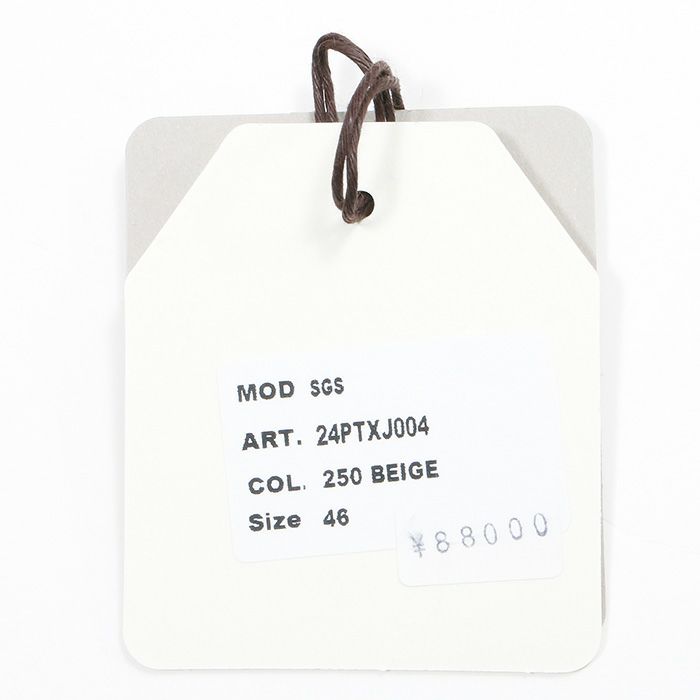 MOD SGS
ART. 24PTXJ004
COL. 250 BEIGE
Size 46
¥88000